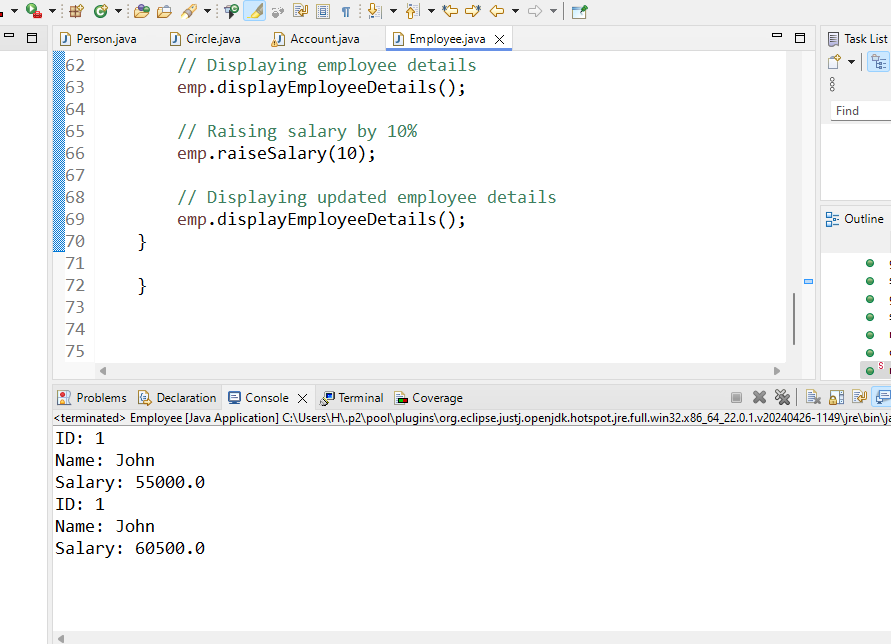 Person.java Circle.java Account.java Employee.java
Task List
62 // Displaying employee details
63 emp.displayEmployeeDetails();
64
65 // Raising salary by 10%
66 emp.raiseSalary(10);
67
68 // Displaying updated employee details
69 emp.displayEmployeeDetails();
70 }
71
72 }
73
74
75
Find
Outline
Problems Declaration Console Terminal Coverage
<terminated> Employee [Java Application] C:\Users\H\.p2\pool\plugins\org.eclipse.justj.openjdk.hotspot.jre.full.win32.x86_64_22.0.1.v20240426-1149\jre\bin\ja
ID: 1
Name: John
Salary: 55000.0
ID: 1
Name: John
Salary: 60500.0